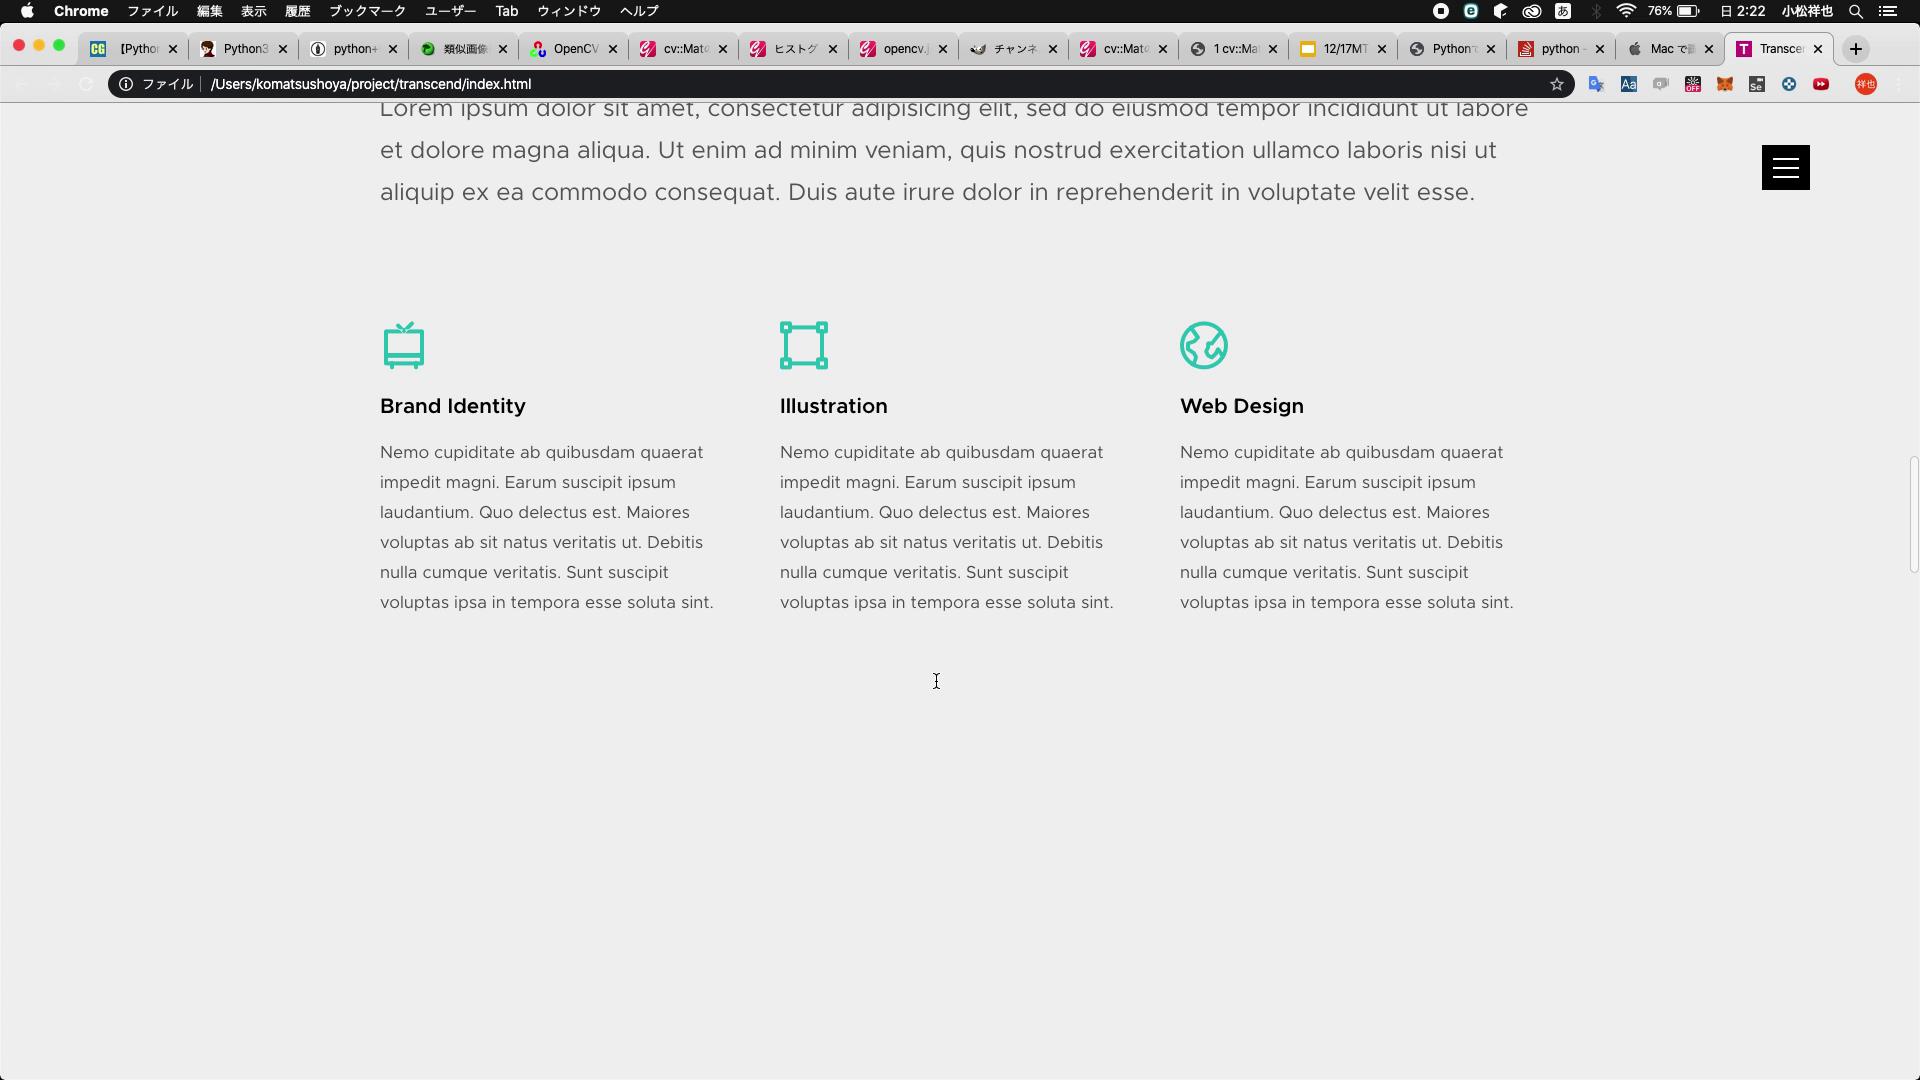 Chrome ファイル 編集 表示 履歴 ブックマーク ユーザー Tab ウィンドウ ヘルプ あ 76% 日 2:22 小松祥也
CG 【Pytho Python3 python+ 類似画像 OpenCV cv::Mat ヒストグ opencv. チャンネ cv::Mat 1 cv::Ma 12/17MT Python python - Mac で Transce
ファイル /Users/komatsushoya/project/transcend/index.html Aa OFF Se 祥也
Lorem ipsum dolor sit amet, consectetur adipisicing elit, sed do eiusmod tempor incididunt ut labore
et dolore magna aliqua. Ut enim ad minim veniam, quis nostrud exercitation ullamco laboris nisi ut
aliquip ex ea commodo consequat. Duis aute irure dolor in reprehenderit in voluptate velit esse.
Brand Identity
Nemo cupiditate ab quibusdam quaerat
impedit magni. Earum suscipit ipsum
laudantium. Quo delectus est. Maiores
voluptas ab sit natus veritatis ut. Debitis
nulla cumque veritatis. Sunt suscipit
voluptas ipsa in tempora esse soluta sint.
Illustration
Nemo cupiditate ab quibusdam quaerat
impedit magni. Earum suscipit ipsum
laudantium. Quo delectus est. Maiores
voluptas ab sit natus veritatis ut. Debitis
nulla cumque veritatis. Sunt suscipit
voluptas ipsa in tempora esse soluta sint.
Web Design
Nemo cupiditate ab quibusdam quaerat
impedit magni. Earum suscipit ipsum
laudantium. Quo delectus est. Maiores
voluptas ab sit natus veritatis ut. Debitis
nulla cumque veritatis. Sunt suscipit
voluptas ipsa in tempora esse soluta sint.